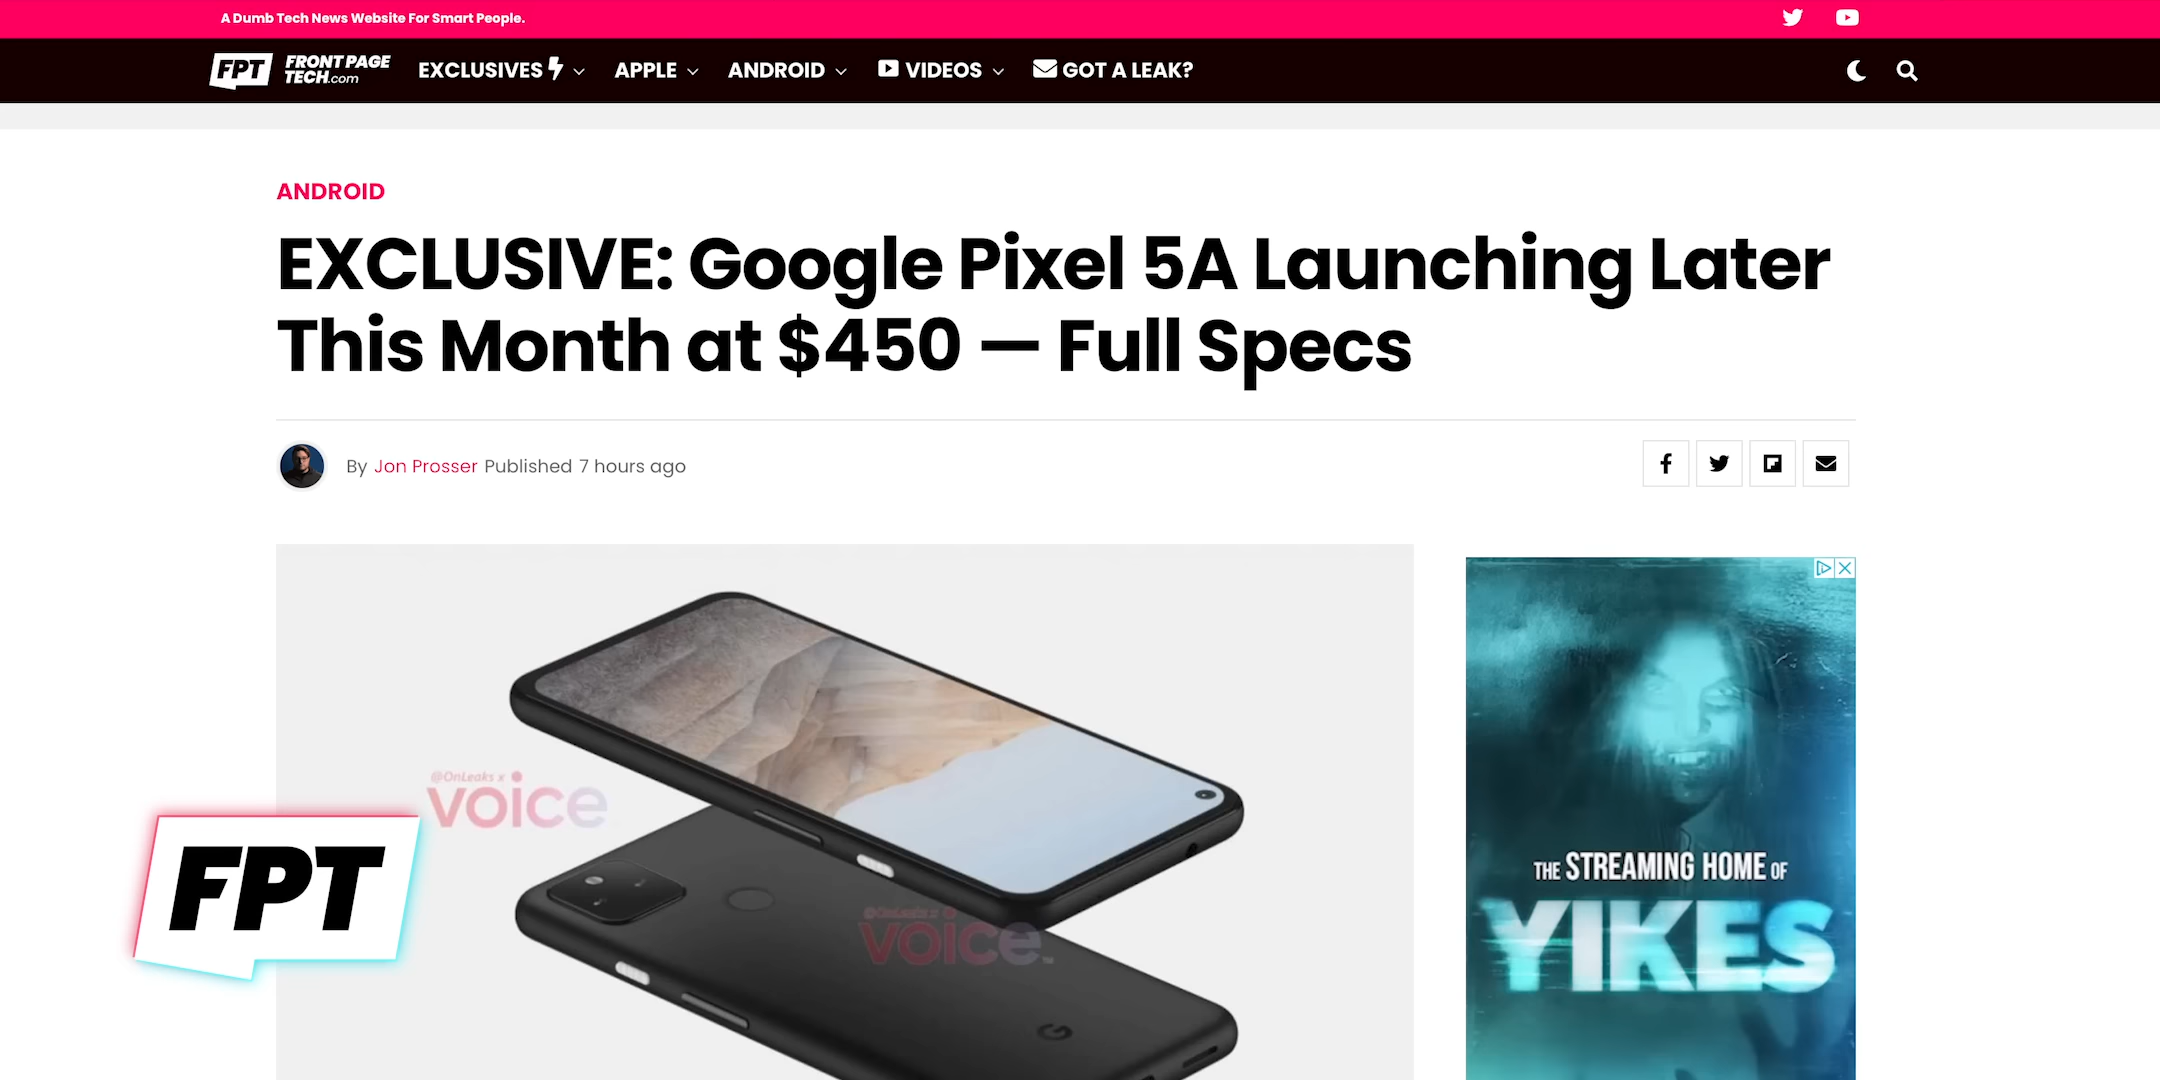 A Dumb Tech News Website For Smart People.
FPT FRONT PAGE TECH.com EXCLUSIVES APPLE ANDROID VIDEOS GOT A LEAK?
ANDROID
EXCLUSIVE: Google Pixel 5A Launching Later
This Month at $450 — Full Specs
By Jon Prosser Published 7 hours ago
@OnLeaks x
voice
@OnLeaks x
voice
FPT
THE STREAMING HOME OF
YIKES